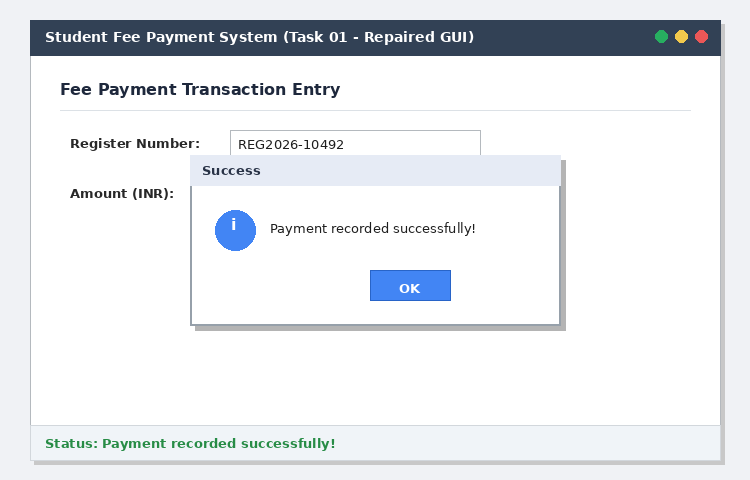 Student Fee Payment System (Task 01 - Repaired GUI)
Fee Payment Transaction Entry
Register Number: REG2026-10492
Success
Amount (INR):
i Payment recorded successfully!
OK
Status: Payment recorded successfully!